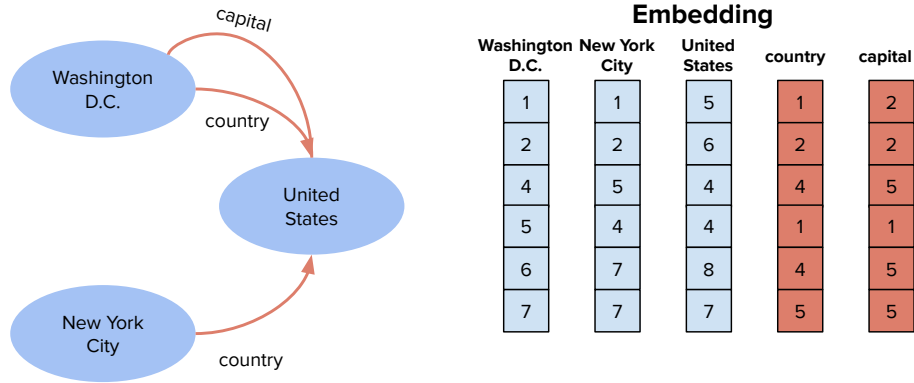 capital
Washington
D.C.
country
United
States
New York
City
country
Embedding
Washington
D.C.
New York
City
United
States
country
capital
1 1 5 1 2
2 2 6 2 2
4 5 4 4 5
5 4 4 1 1
6 7 8 4 5
7 7 7 5 5